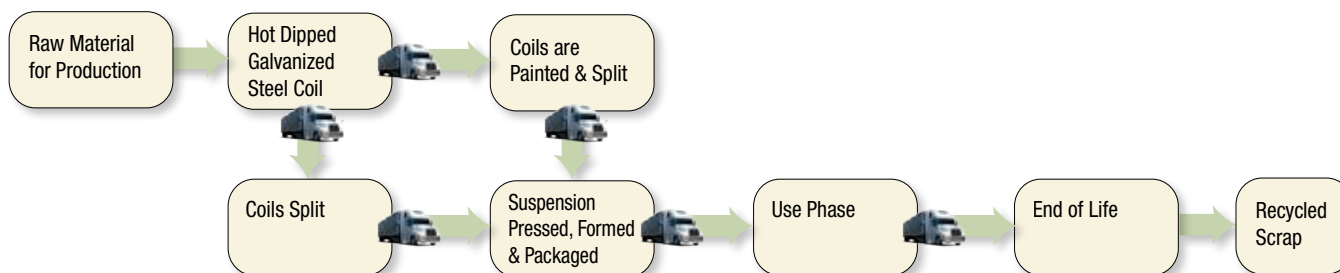 Raw Material
for Production
Hot Dipped
Galvanized
Steel Coil
Coils are
Painted & Split
Coils Split
Suspension
Pressed, Formed
& Packaged
Use Phase
End of Life
Recycled
Scrap